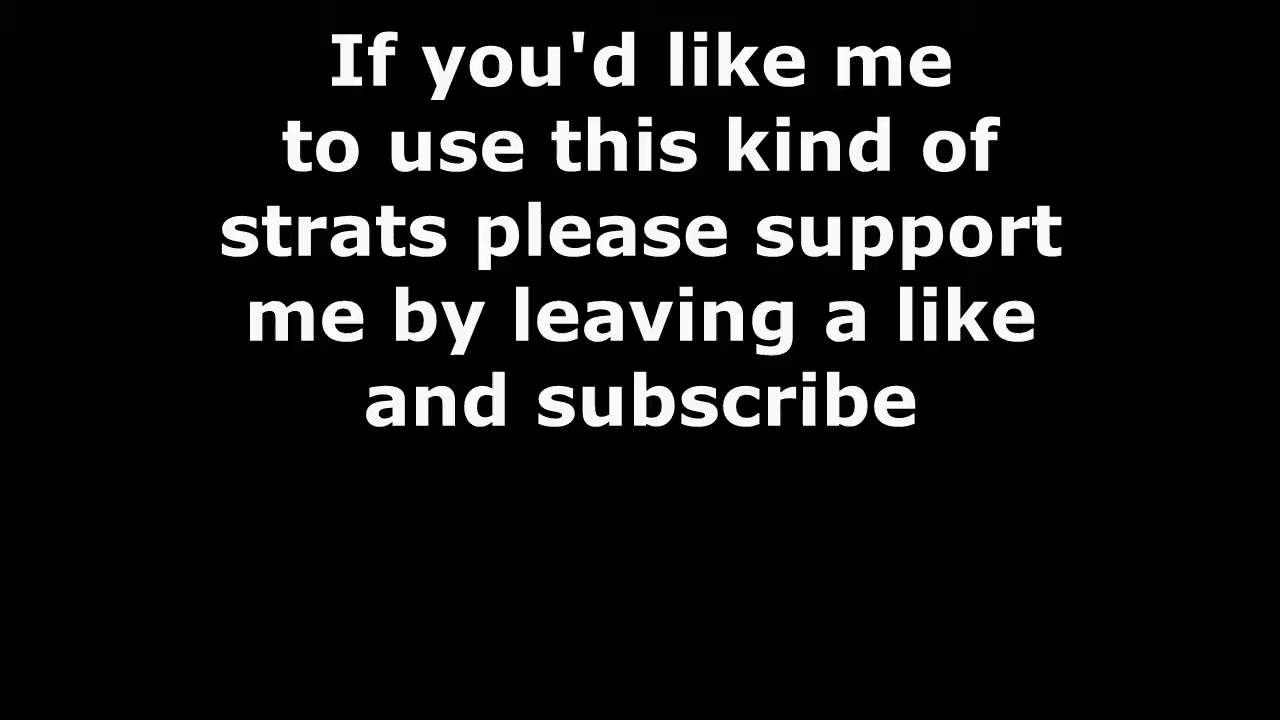 If you'd like me
to use this kind of
strats please support
me by leaving a like
and subscribe